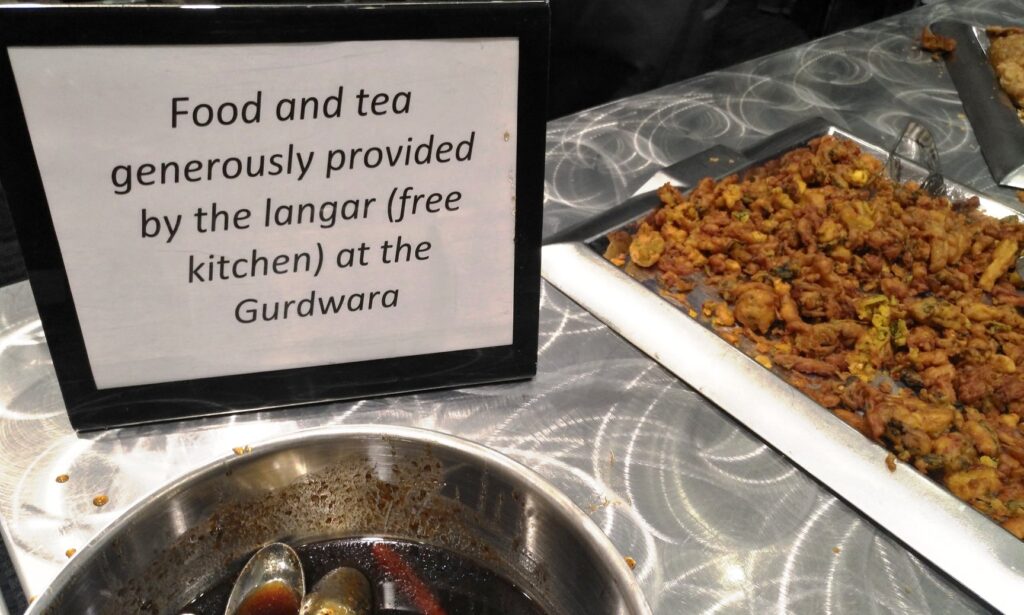 Food and tea
generously provided
by the langar (free
kitchen) at the
Gurdwara